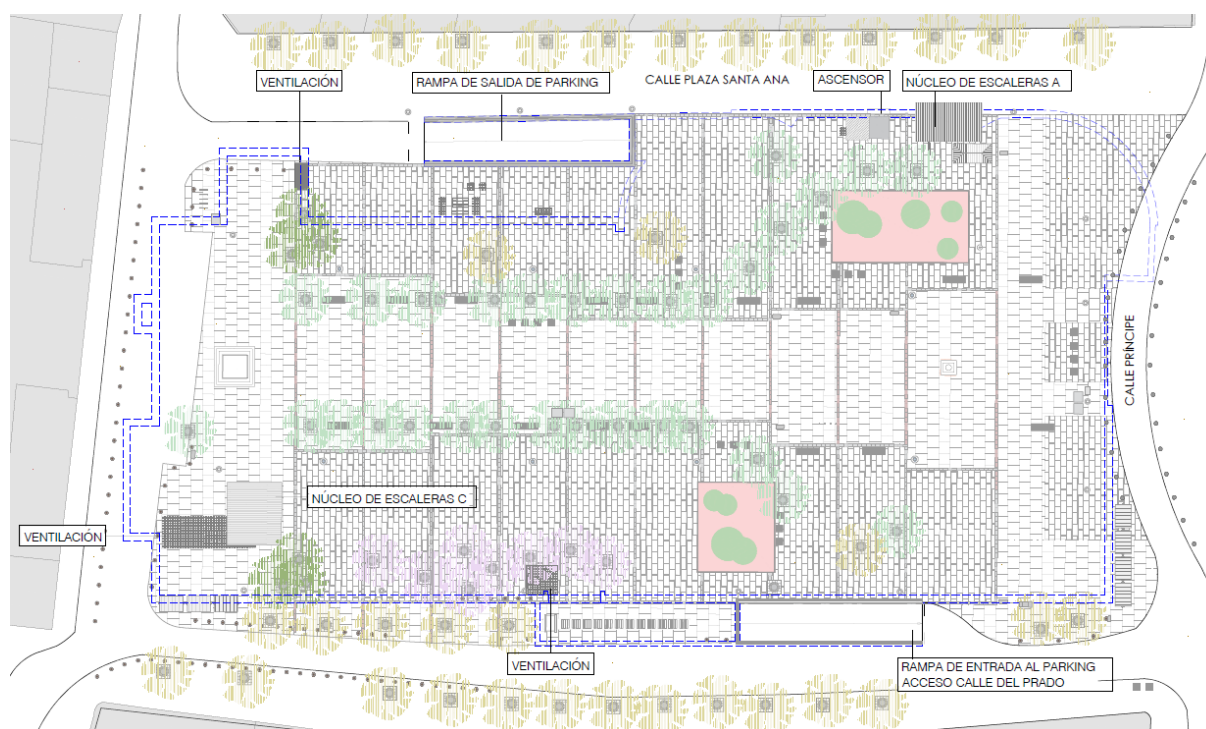 CALLE PLAZA SANTA ANA
VENTILACIÓN
RAMPA DE SALIDA DE PARKING
ASCENSOR
NÚCLEO DE ESCALERAS A
CALLE PRÍNCIPE
NÚCLEO DE ESCALERAS C
VENTILACIÓN
VENTILACIÓN
RAMPA DE ENTRADA AL PARKING
ACCESO CALLE DEL PRADO